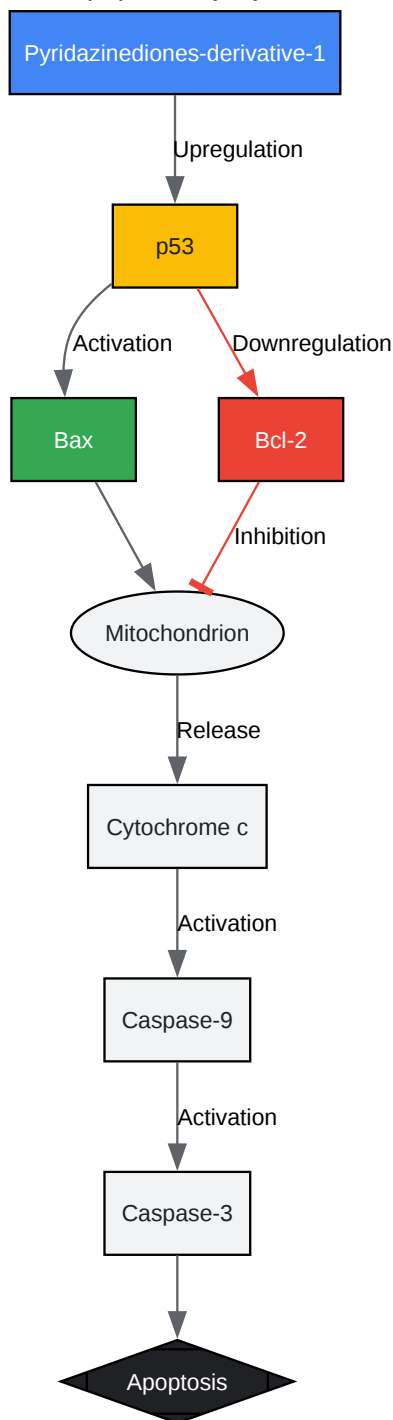 Pyridazinediones-derivative-1
Upregulation
p53
Activation
Downregulation
Bax
Bcl-2
Inhibition
Mitochondrion
Release
Cytochrome c
Activation
Caspase-9
Activation
Caspase-3
Apoptosis